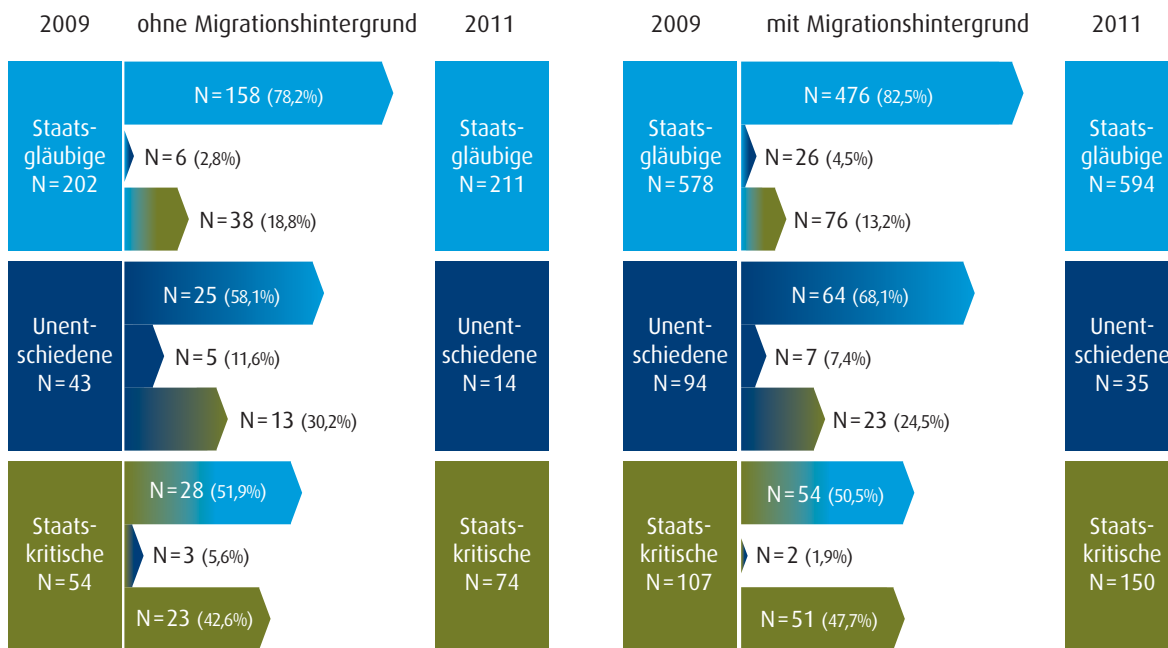 2009 ohne Migrationshintergrund 2011
Staats-
gläubige
N=202
N=158 (78,2%)
N=6 (2,8%)
N=38 (18,8%)
Staats-
gläubige
N=211
Unent-
schiedene
N=43
N=25 (58,1%)
N=5 (11,6%)
N=13 (30,2%)
Unent-
schiedene
N=14
Staats-
kritische
N=54
N=28 (51,9%)
N=3 (5,6%)
N=23 (42,6%)
Staats-
kritische
N=74
2009 mit Migrationshintergrund 2011
Staats-
gläubige
N=578
N=476 (82,5%)
N=26 (4,5%)
N=76 (13,2%)
Staats-
gläubige
N=594
Unent-
schiedene
N=94
N=64 (68,1%)
N=7 (7,4%)
N=23 (24,5%)
Unent-
schiedene
N=35
Staats-
kritische
N=107
N=54 (50,5%)
N=2 (1,9%)
N=51 (47,7%)
Staats-
kritische
N=150